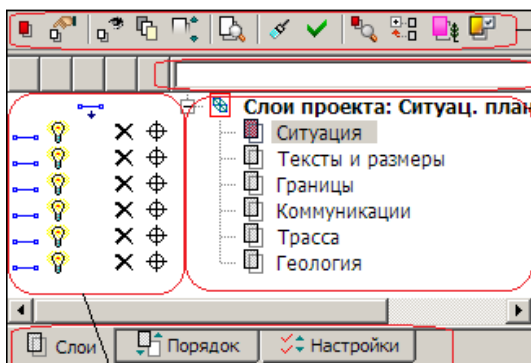 Слои проекта: Ситуац. план
Ситуация
Тексты и размеры
Границы
Коммуникации
Трасса
Геология
Слои
Порядок
Настройки